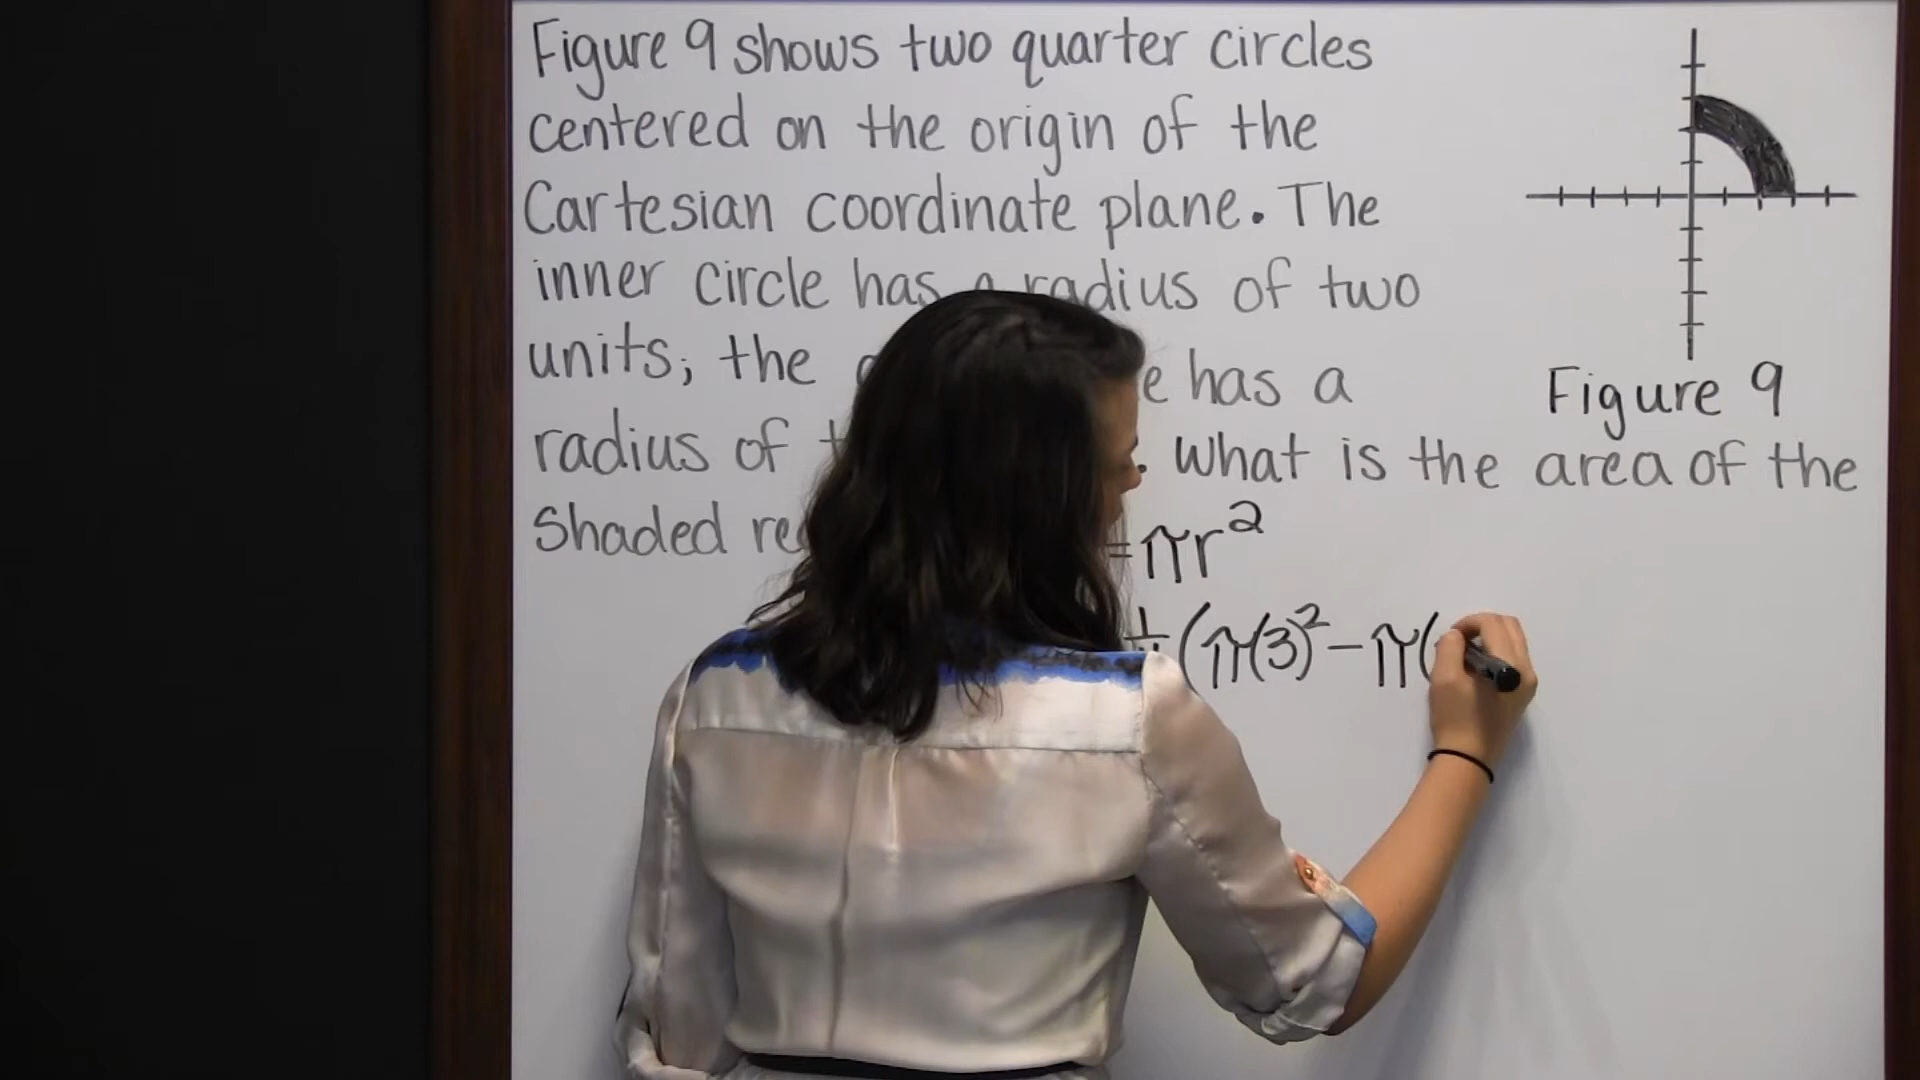 Figure 9 shows two quarter circles
centered on the origin of the
Cartesian coordinate plane. The
inner circle has a radius of two
units; the has a
radius of . What is the area of the
Shaded
Figure 9
=πr²
(π(3)²-π(